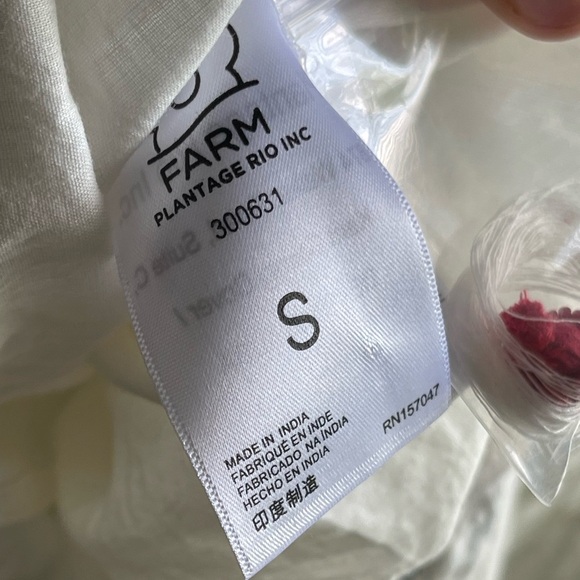 FARM
PLANTAGE RIO INC
300631
S
MADE IN INDIA
FABRIQUÉ EN INDE
FABRICADO NA ÍNDIA
HECHO EN INDIA
印度制造
RN157047